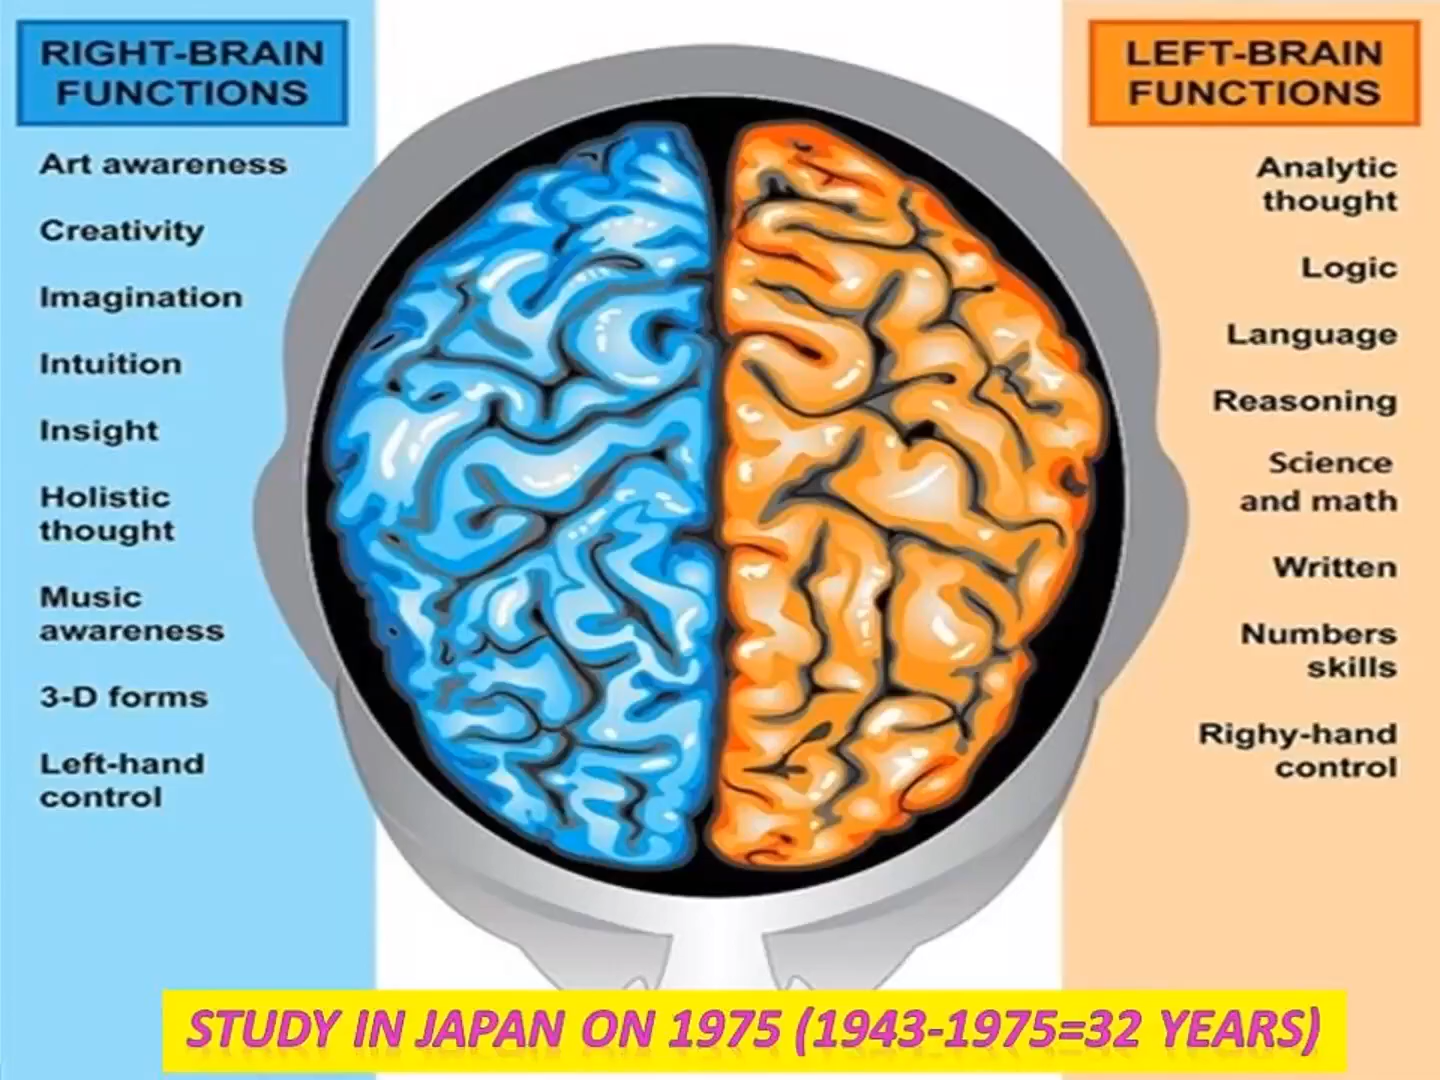 RIGHT-BRAIN
FUNCTIONS
Art awareness
Creativity
Imagination
Intuition
Insight
Holistic
thought
Music
awareness
3-D forms
Left-hand
control
LEFT-BRAIN
FUNCTIONS
Analytic
thought
Logic
Language
Reasoning
Science
and math
Written
Numbers
skills
Righy-hand
control
STUDY IN JAPAN ON 1975 (1943-1975=32 YEARS)